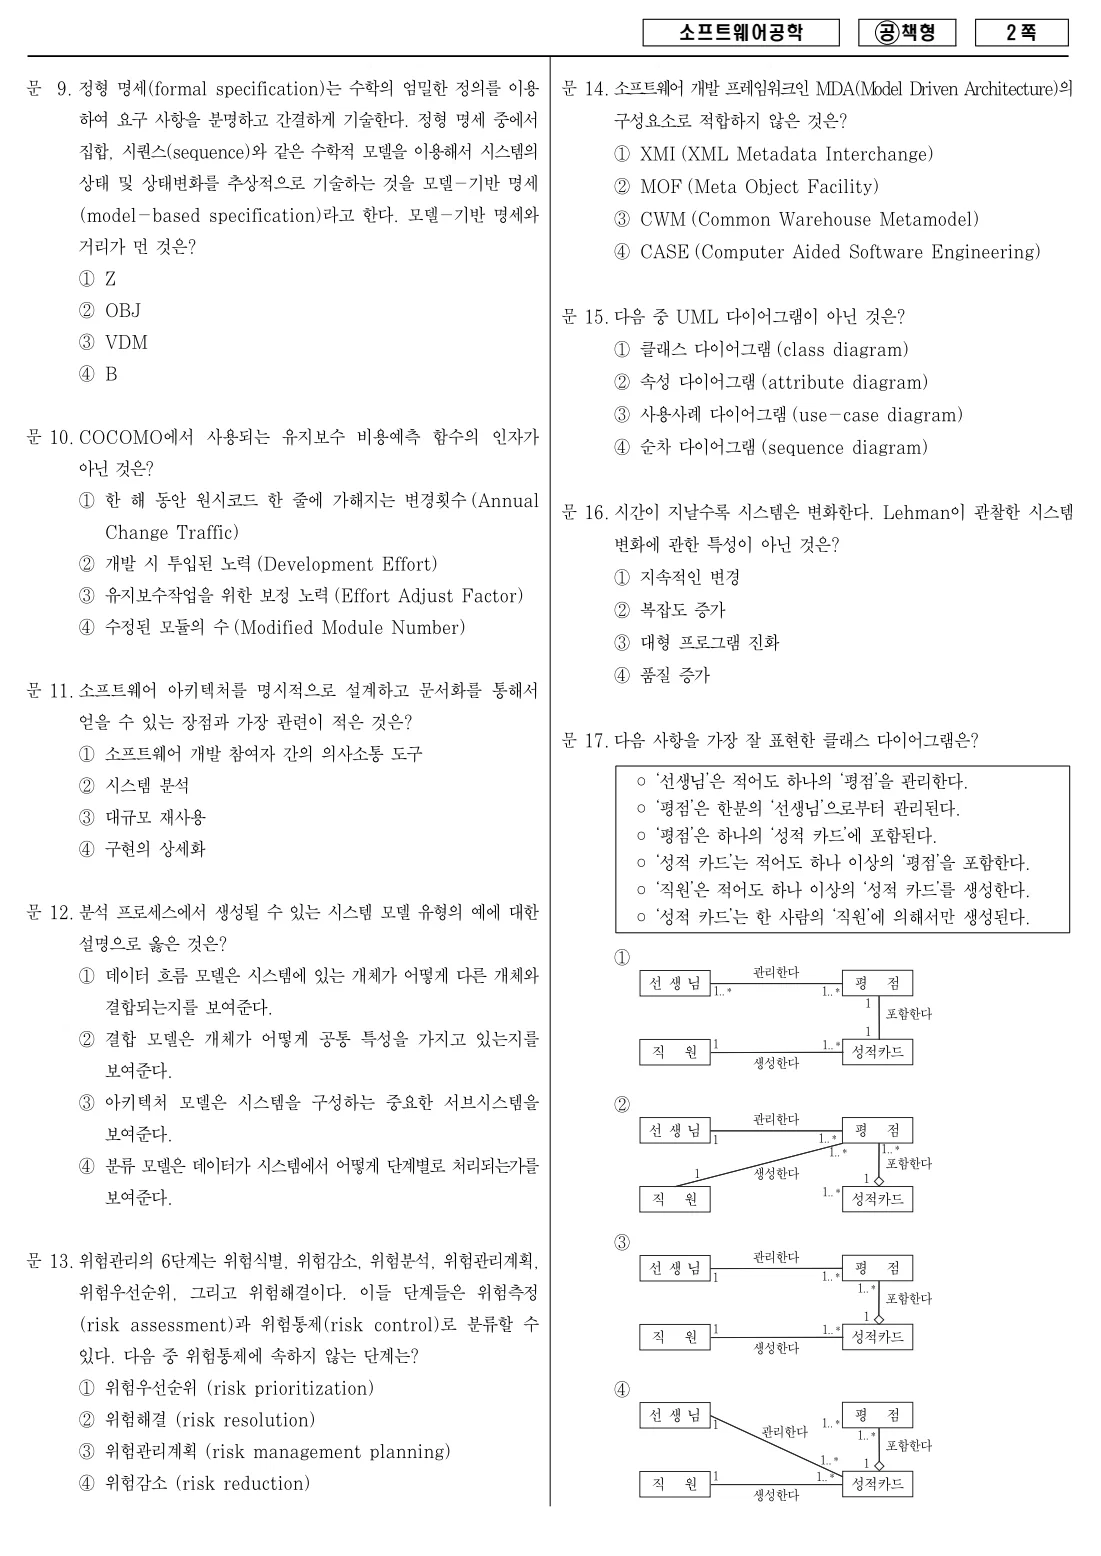 소프트웨어공학
공책형
2쪽
문 9. 정형 명세(formal specification)는 수학의 엄밀한 정의를 이용
하여 요구 사항을 분명하고 간결하게 기술한다. 정형 명세 중에서
집합, 시퀀스(sequence)와 같은 수학적 모델을 이용해서 시스템의
상태 및 상태변화를 추상적으로 기술하는 것을 모델-기반 명세
(model-based specification)라고 한다. 모델-기반 명세와
거리가 먼 것은?
① Z
② OBJ
③ VDM
④ B
문 10. COCOMO에서 사용되는 유지보수 비용예측 함수의 인자가
아닌 것은?
① 한 해 동안 원시코드 한 줄에 가해지는 변경횟수(Annual
Change Traffic)
② 개발 시 투입된 노력(Development Effort)
③ 유지보수작업을 위한 보정 노력(Effort Adjust Factor)
④ 수정된 모듈의 수(Modified Module Number)
문 11. 소프트웨어 아키텍처를 명시적으로 설계하고 문서화를 통해서
얻을 수 있는 장점과 가장 관련이 적은 것은?
① 소프트웨어 개발 참여자 간의 의사소통 도구
② 시스템 분석
③ 대규모 재사용
④ 구현의 상세화
문 12. 분석 프로세스에서 생성될 수 있는 시스템 모델 유형의 예에 대한
설명으로 옳은 것은?
① 데이터 흐름 모델은 시스템에 있는 개체가 어떻게 다른 개체와
결합되는지를 보여준다.
② 결합 모델은 개체가 어떻게 공통 특성을 가지고 있는지를
보여준다.
③ 아키텍처 모델은 시스템을 구성하는 중요한 서브시스템을
보여준다.
④ 분류 모델은 데이터가 시스템에서 어떻게 단계별로 처리되는가를
보여준다.
문 13. 위험관리의 6단계는 위험식별, 위험감소, 위험분석, 위험관리계획,
위험우선순위, 그리고 위험해결이다. 이들 단계들은 위험측정
(risk assessment)과 위험통제(risk control)로 분류할 수
있다. 다음 중 위험통제에 속하지 않는 단계는?
① 위험우선순위 (risk prioritization)
② 위험해결 (risk resolution)
③ 위험관리계획 (risk management planning)
④ 위험감소 (risk reduction)
문 14. 소프트웨어 개발 프레임워크인 MDA(Model Driven Architecture)의
구성요소로 적합하지 않은 것은?
① XMI(XML Metadata Interchange)
② MOF(Meta Object Facility)
③ CWM(Common Warehouse Metamodel)
④ CASE(Computer Aided Software Engineering)
문 15. 다음 중 UML 다이어그램이 아닌 것은?
① 클래스 다이어그램(class diagram)
② 속성 다이어그램(attribute diagram)
③ 사용사례 다이어그램(use-case diagram)
④ 순차 다이어그램(sequence diagram)
문 16. 시간이 지날수록 시스템은 변화한다. Lehman이 관찰한 시스템
변화에 관한 특성이 아닌 것은?
① 지속적인 변경
② 복잡도 증가
③ 대형 프로그램 진화
④ 품질 증가
문 17. 다음 사항을 가장 잘 표현한 클래스 다이어그램은?
○ ‘선생님’은 적어도 하나의 ‘평점’을 관리한다.
○ ‘평점’은 한분의 ‘선생님’으로부터 관리된다.
○ ‘평점’은 하나의 ‘성적 카드’에 포함된다.
○ ‘성적 카드’는 적어도 하나 이상의 ‘평점’을 포함한다.
○ ‘직원’은 적어도 하나 이상의 ‘성적 카드’를 생성한다.
○ ‘성적 카드’는 한 사람의 ‘직원’에 의해서만 생성된다.
①
선생님 관리한다 평 점
1..* 1..*
1
포함한다
1
직 원 1 1..* 성적카드
생성한다
②
선생님 관리한다 평 점
1 1..*
1..* 1..*
포함한다
1 생성한다 1
직 원 1..* 성적카드
③
선생님 관리한다 평 점
1 1..*
1..*
포함한다
1
직 원 1 1..* 성적카드
생성한다
④
선생님 평 점
1 관리한다 1..*
1..*
포함한다
1..* 1
직 원 1 1..* 성적카드
생성한다